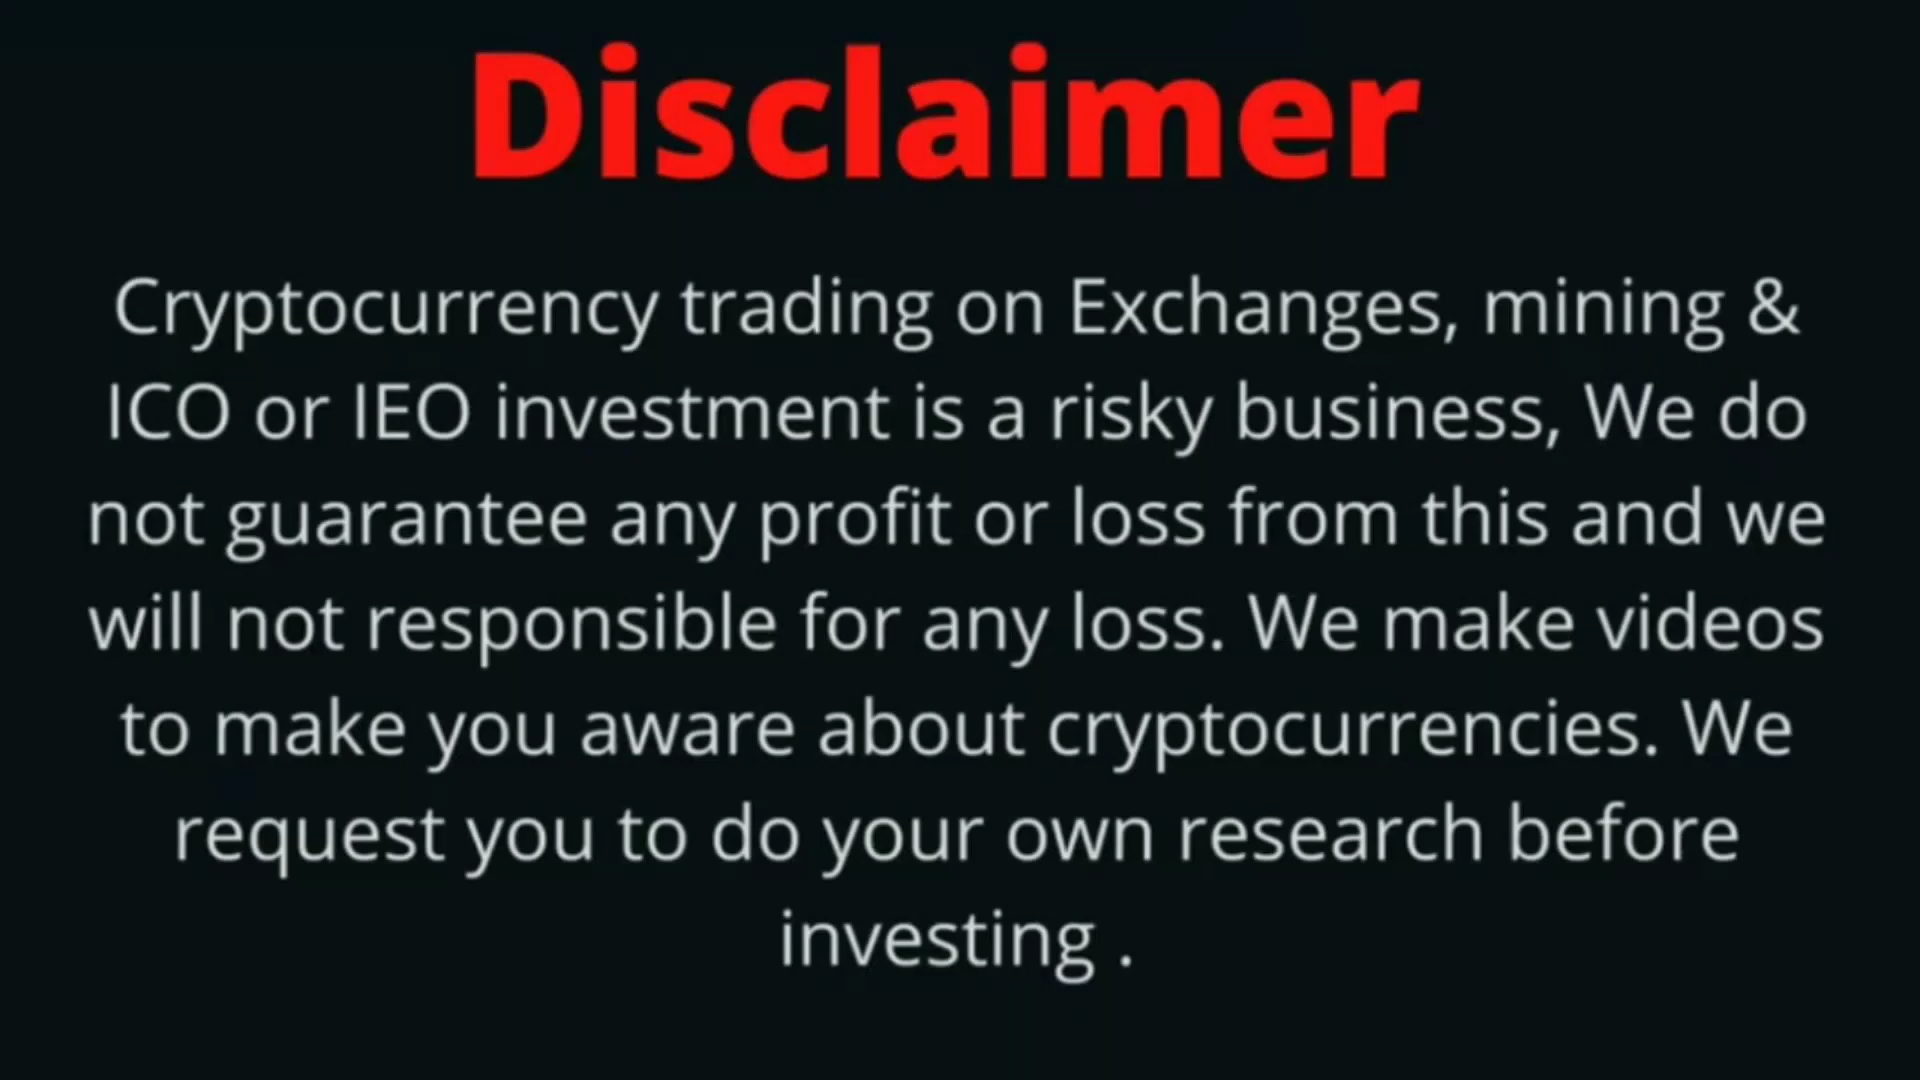 Disclaimer
Cryptocurrency trading on Exchanges, mining &
ICO or IEO investment is a risky business, We do
not guarantee any profit or loss from this and we
will not responsible for any loss. We make videos
to make you aware about cryptocurrencies. We
request you to do your own research before
investing .